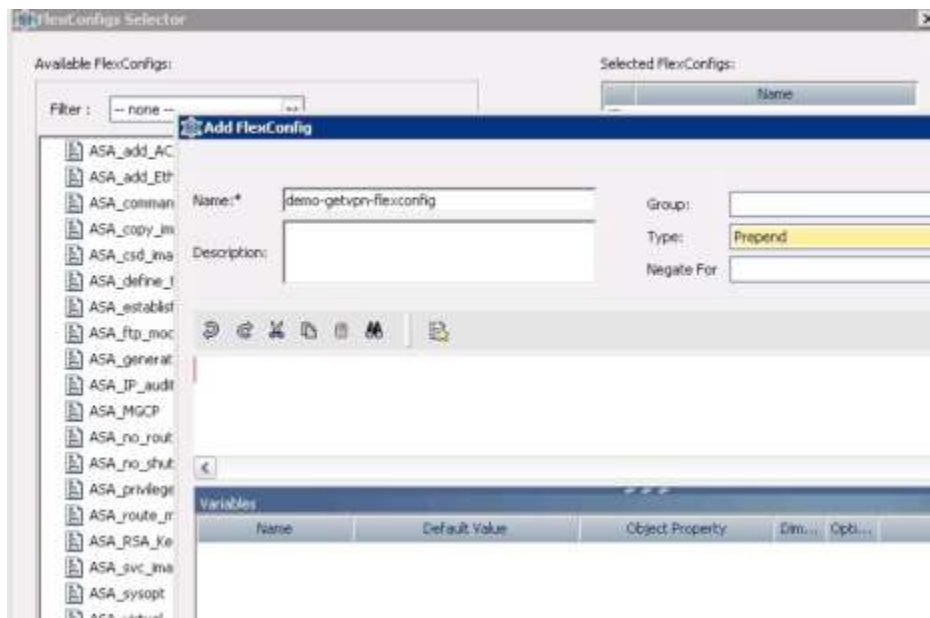 FlexConfigs Selector
Available FlexConfigs:
Selected FlexConfigs:
Name
Filter :
-- none --
Add FlexConfig
ASA_add_AC
ASA_add_Eth
ASA_comman
ASA_copy_im
ASA_csd_ima
ASA_define_
ASA_establist
ASA_ftp_moc
ASA_generat
ASA_IP_audit
ASA_MGCP
ASA_no_rout
ASA_no_shut
ASA_privilege
ASA_route_m
ASA_RSA_Ke
ASA_svc_ima
ASA_sysopt
ASA_virtual
Name:*
demo-getvpn-flexconfig
Description:
Group:
Type:
Prepend
Negate For
Variables
Name
Default Value
Object Property
Dim...
Opti...